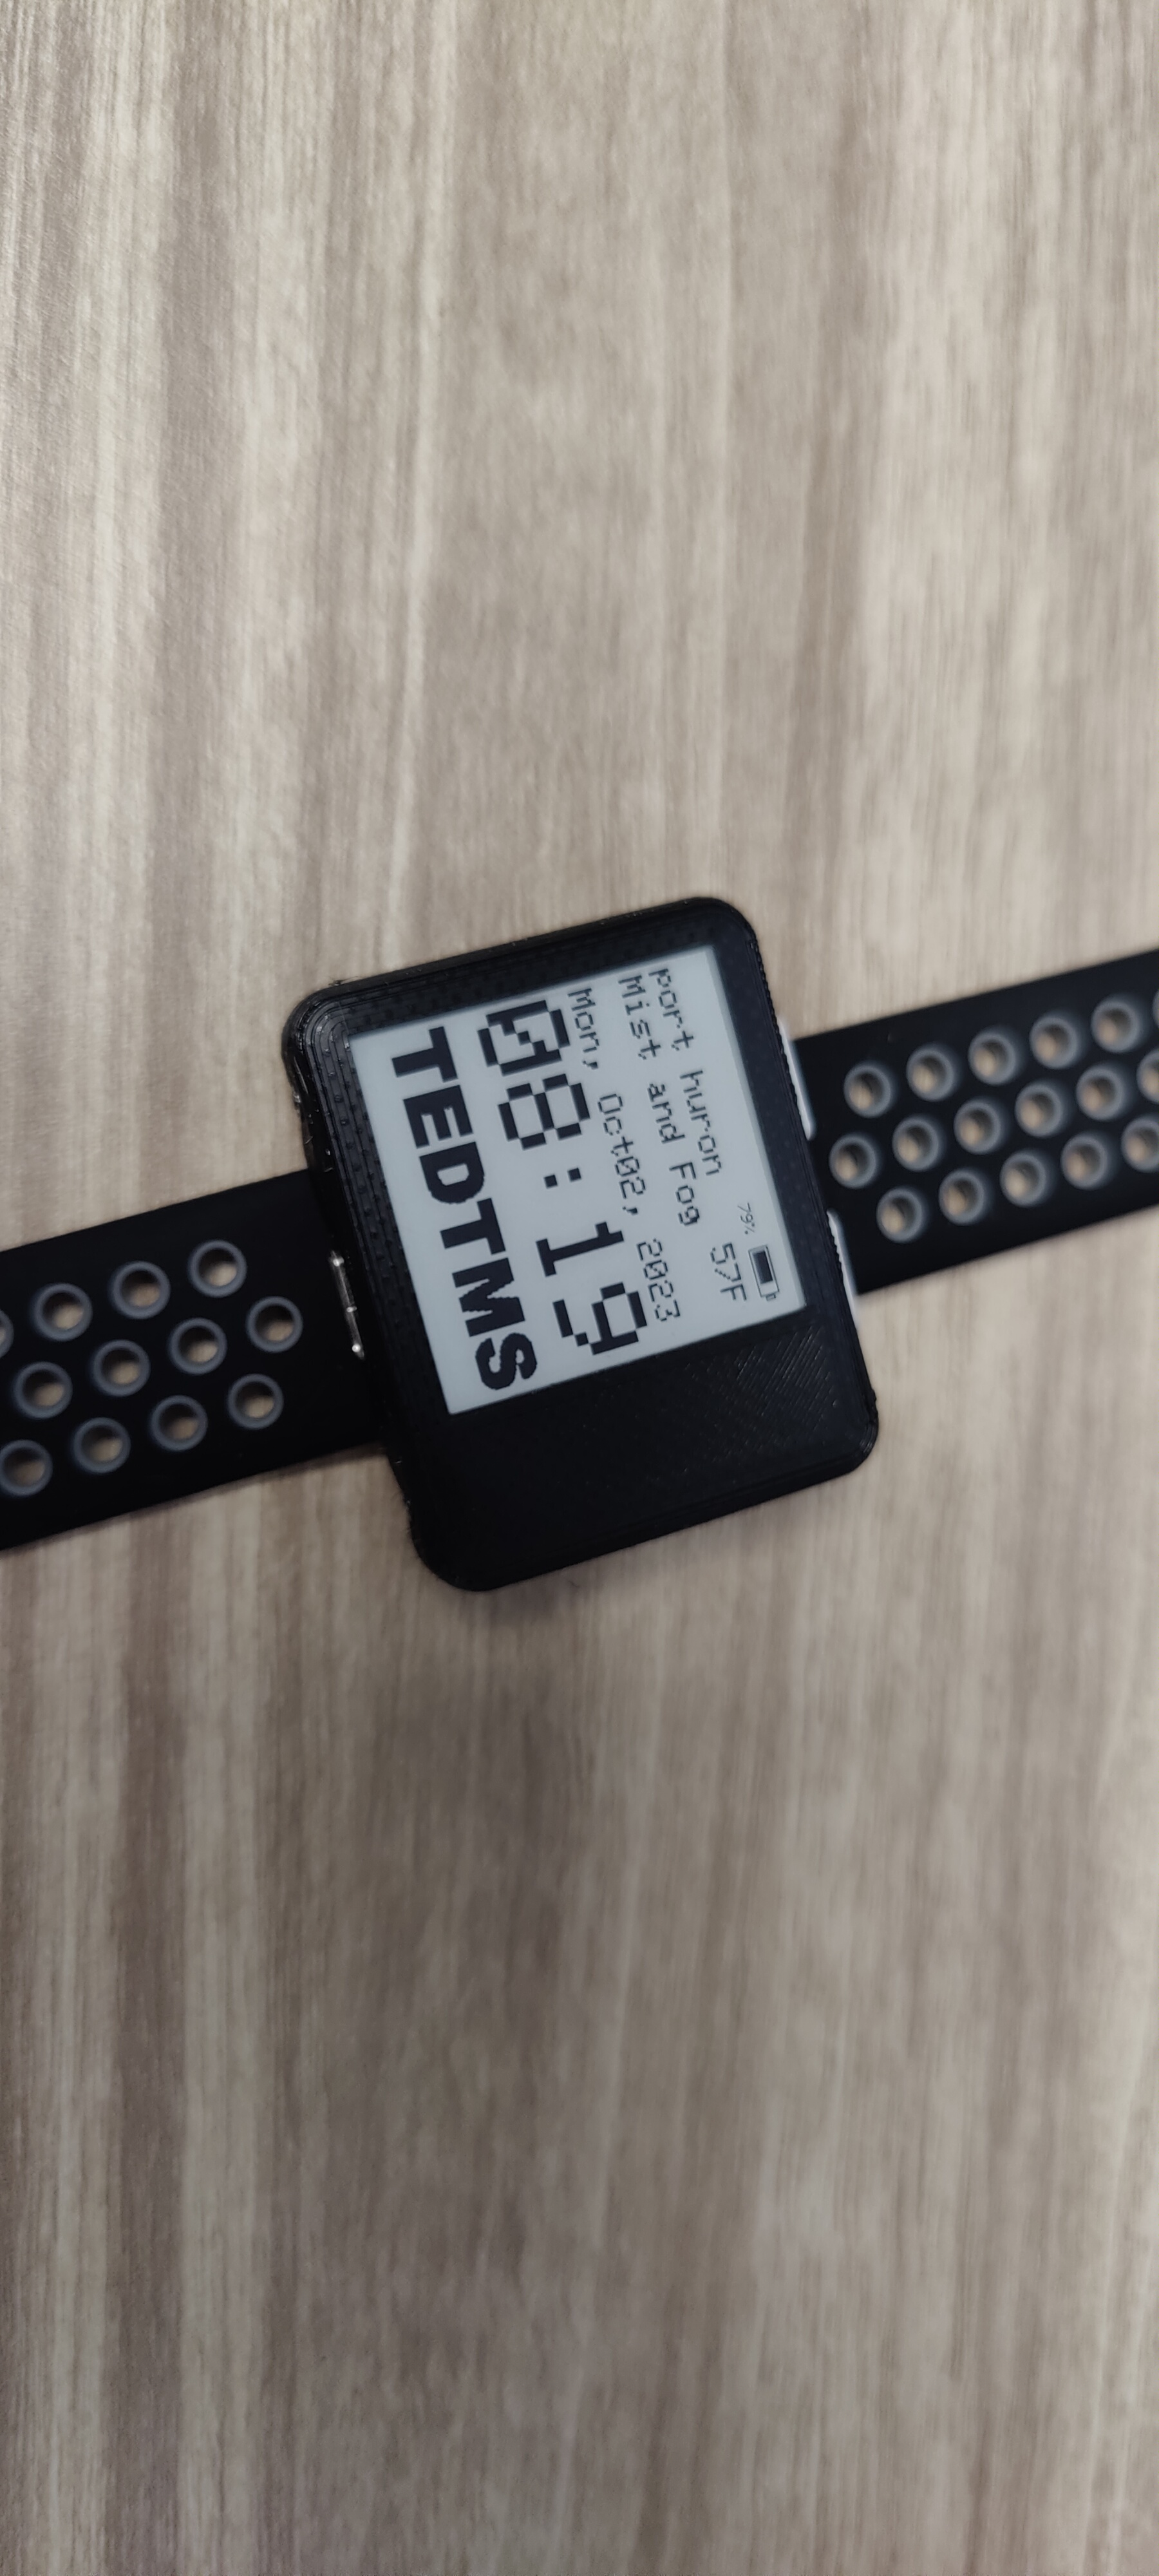 79%
57F
port huron
Mist and Fog
Mon, Oct02, 2023
08:19
TEDTMS